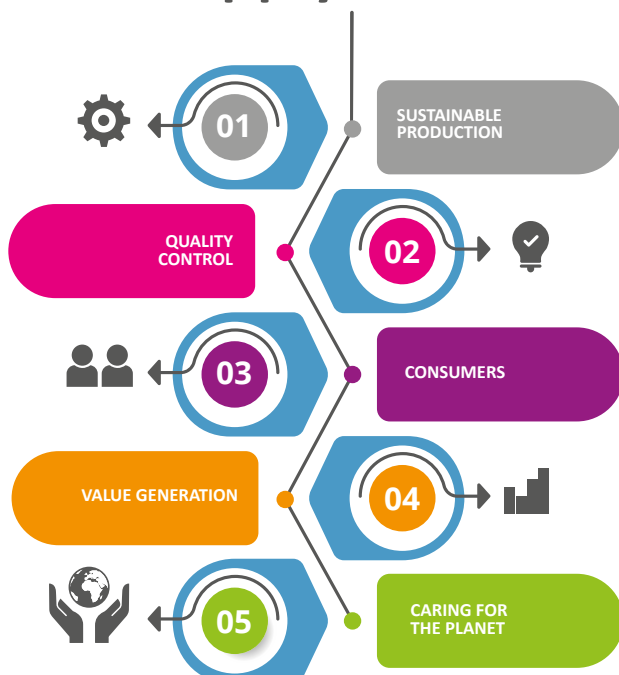 01
SUSTAINABLE
PRODUCTION
QUALITY
CONTROL
02
03
CONSUMERS
VALUE GENERATION
04
05
CARING FOR
THE PLANET